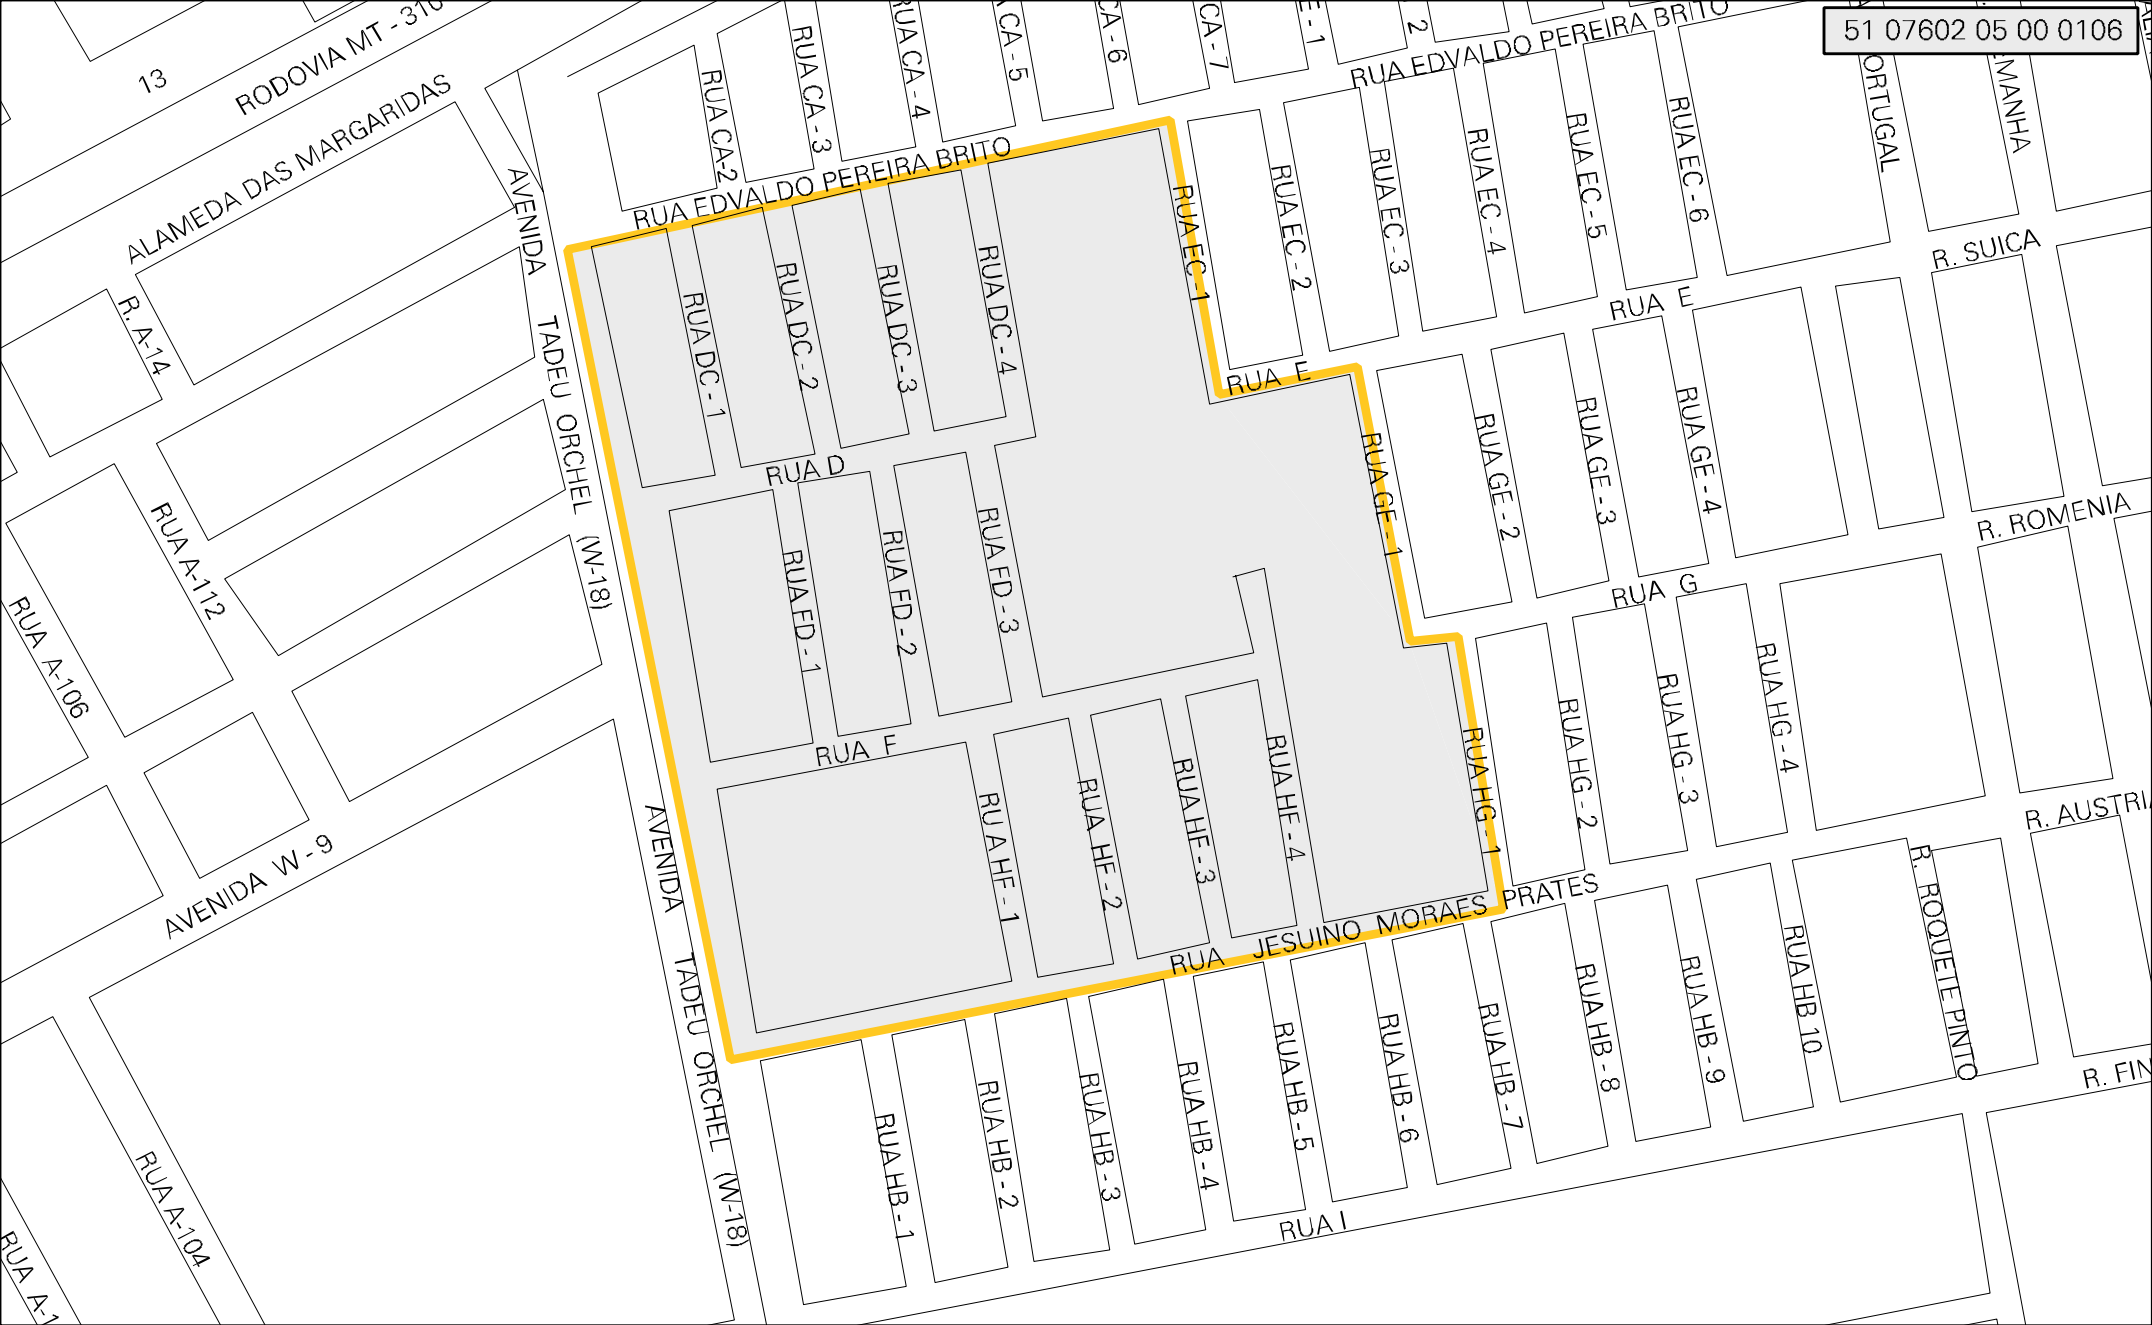 51 07602 05 00 0106
RODOVIA MT - 310
13
ALAMEDA DAS MARGARIDAS
RUA CA-2
RUA CA - 3
RUA CA - 4
CA - 5
CA - 6
CA - 7
E - 1
2
RUA EDVALDO PEREIRA BRITO
RUA EDVALDO PEREIRA BRITO
ORTUGAL
EMANHA
AVENIDA TADEU ORCHEL (W-18)
R. A-14
RUA A-112
RUA A-106
AVENIDA W - 9
RUA A-104
RUA A-1
RUA DC - 1
RUA DC - 2
RUA DC - 3
RUA DC - 4
RUA EC - 1
RUA EC - 2
RUA EC - 3
RUA EC - 4
RUA EC - 5
RUA EC - 6
R. SUICA
RUA E
RUA E
RUA D
RUA GE - 1
RUA GE - 2
RUA GE - 3
RUA GE - 4
R. ROMENIA
RUA FD - 1
RUA FD - 2
RUA FD - 3
RUA G
RUA F
RUA HF - 1
RUA HF - 2
RUA HF - 3
RUA HF - 4
RUA HG - 1
RUA HG - 2
RUA HG - 3
RUA HG - 4
R. AUSTRIA
AVENIDA TADEU ORCHEL (W-18)
RUA JESUINO MORAES PRATES
R. ROQUETE PINTO
RUA HB - 1
RUA HB - 2
RUA HB - 3
RUA HB - 4
RUA HB - 5
RUA HB - 6
RUA HB - 7
RUA HB - 8
RUA HB - 9
RUA HB 10
R. FIN
RUA I